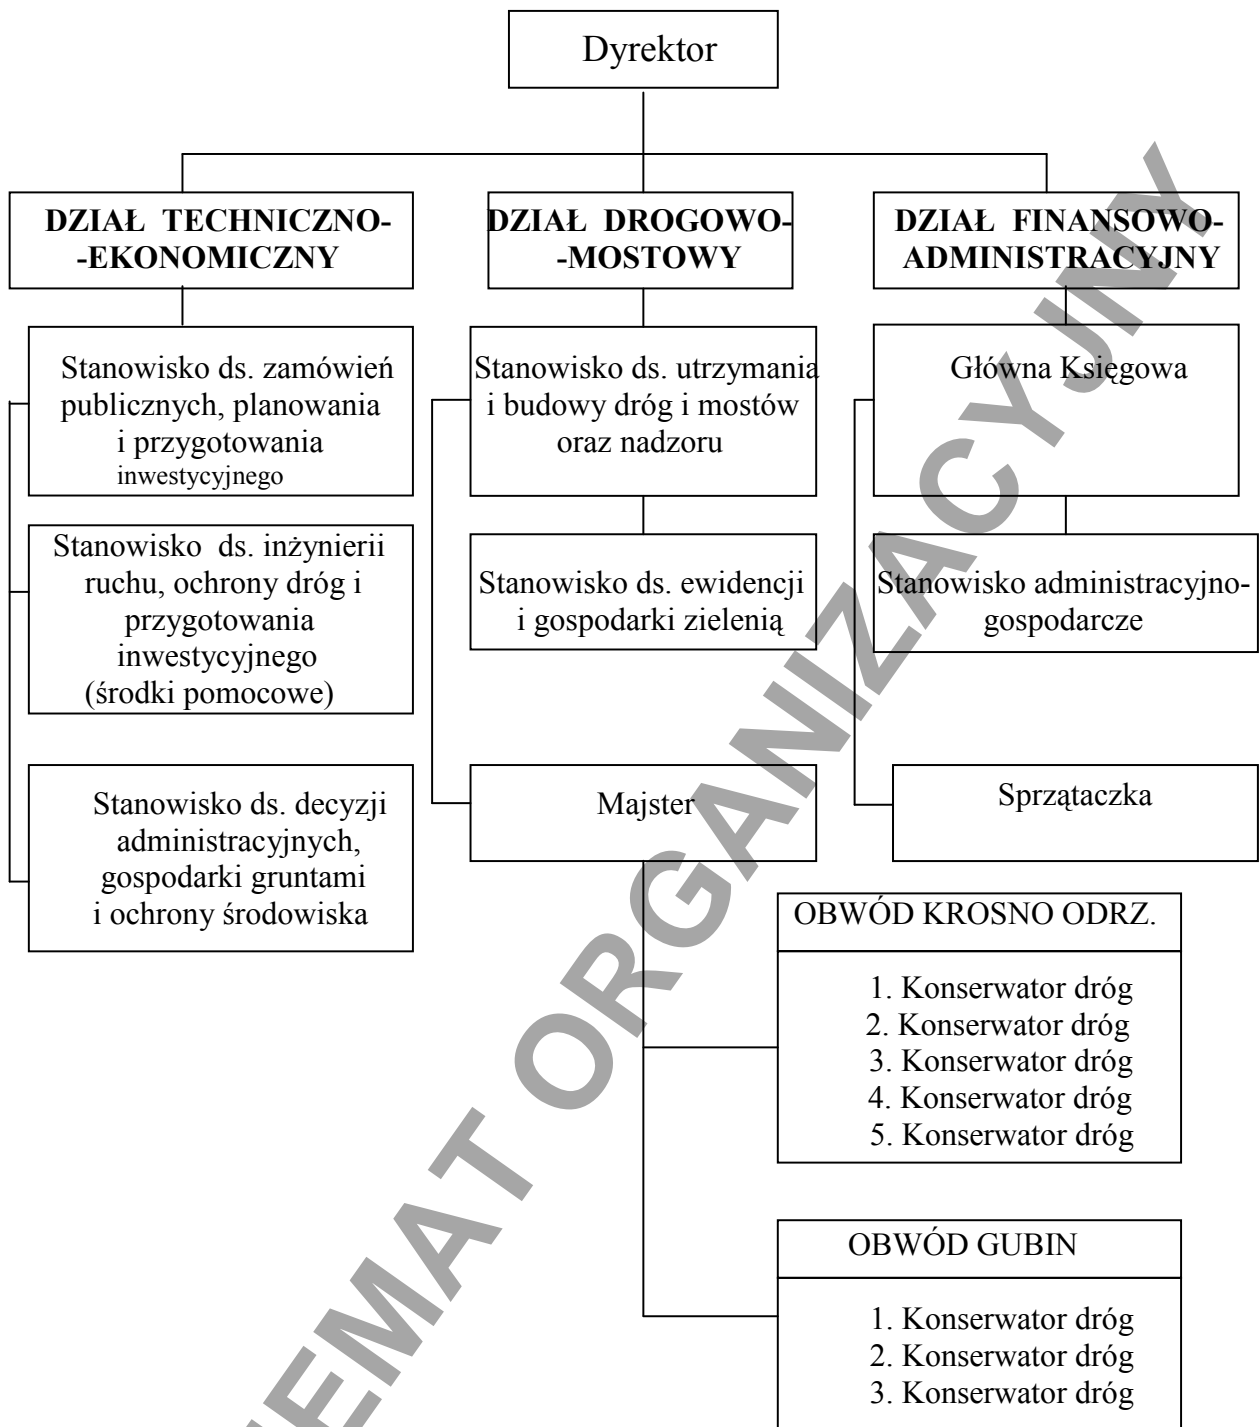 Dyrektor
DZIAŁ TECHNICZNO-
-EKONOMICZNY
Stanowisko ds. zamówień
publicznych, planowania
i przygotowania
inwestycyjnego
Stanowisko ds. inżynierii
ruchu, ochrony dróg i
przygotowania
inwestycyjnego
(środki pomocowe)
Stanowisko ds. decyzji
administracyjnych,
gospodarki gruntami
i ochrony środowiska
DZIAŁ DROGOWO-
-MOSTOWY
Stanowisko ds. utrzymania
i budowy dróg i mostów
oraz nadzoru
Stanowisko ds. ewidencji
i gospodarki zielenią
Majster
OBWÓD KROSNO ODRZ.
1. Konserwator dróg
2. Konserwator dróg
3. Konserwator dróg
4. Konserwator dróg
5. Konserwator dróg
OBWÓD GUBIN
1. Konserwator dróg
2. Konserwator dróg
3. Konserwator dróg
DZIAŁ FINANSOWO-
ADMINISTRACYJNY
Główna Księgowa
Stanowisko administracyjno-
gospodarcze
Sprzątaczka
EMAT ORGANIZACYJNY